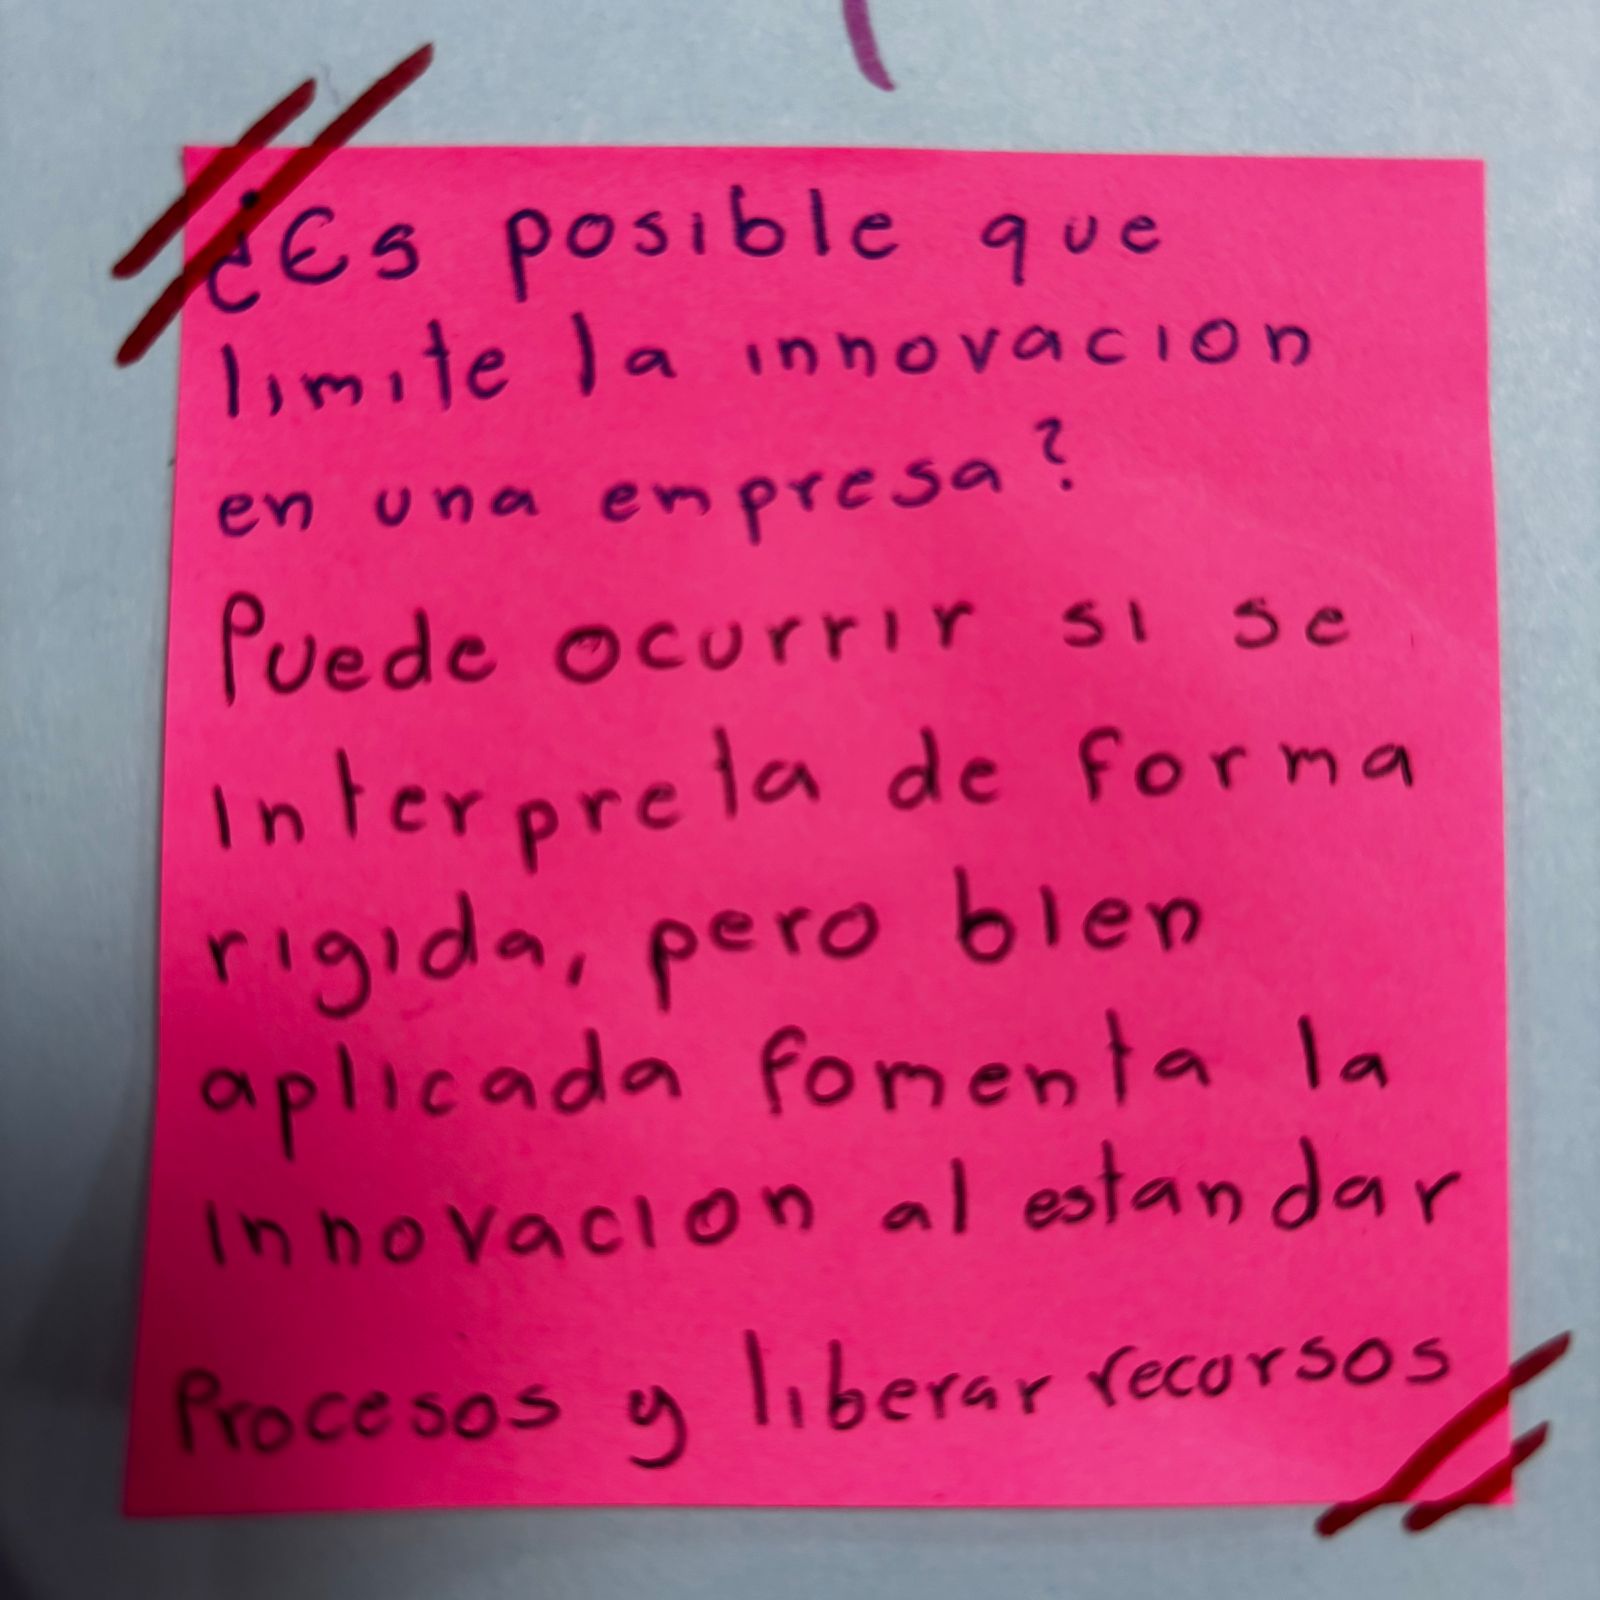 ¿Es posible que
limite la innovacion
en una empresa?
Puede ocurrir si se
interpreta de forma
rigida, pero bien
aplicada fomenta la
innovacion al estandar
Procesos y liberar recursos